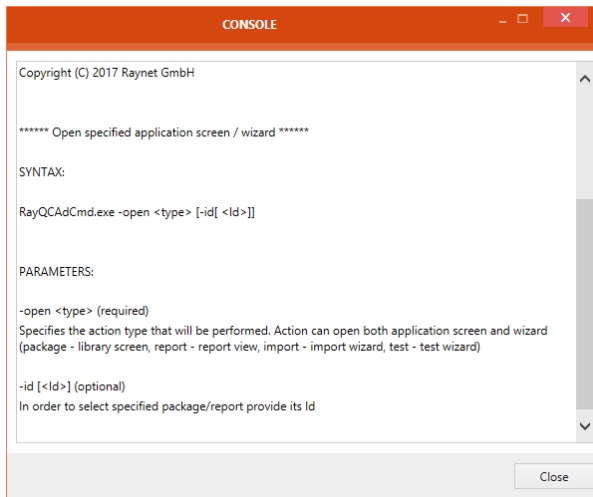 CONSOLE
Copyright (C) 2017 Raynet GmbH
****** Open specified application screen / wizard ******
SYNTAX:
RayQCAdCmd.exe -open <type> [-id[ <Id>]]
PARAMETERS:
-open <type> (required)
Specifies the action type that will be performed. Action can open both application screen and wizard
(package - library screen, report - report view, import - import wizard, test - test wizard)
-id [<Id>] (optional)
In order to select specified package/report provide its Id
Close